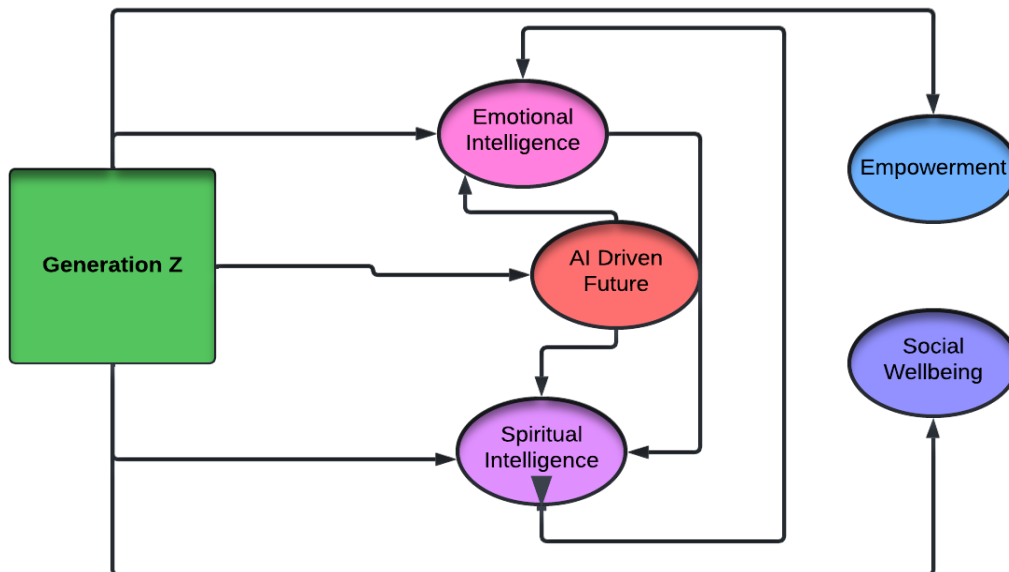 Emotional
Intelligence
Empowerment
Generation Z
AI Driven
Future
Social
Wellbeing
Spiritual
Intelligence